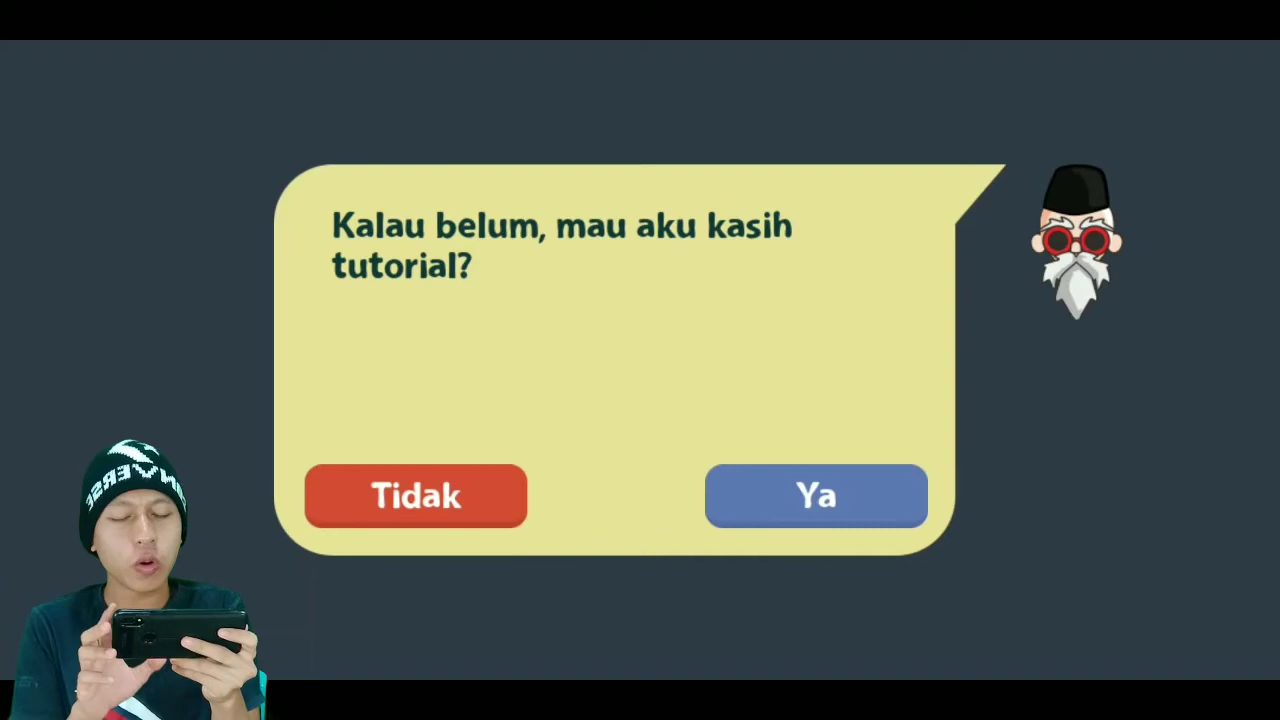 Kalau belum, mau aku kasih
tutorial?
Tidak
Ya